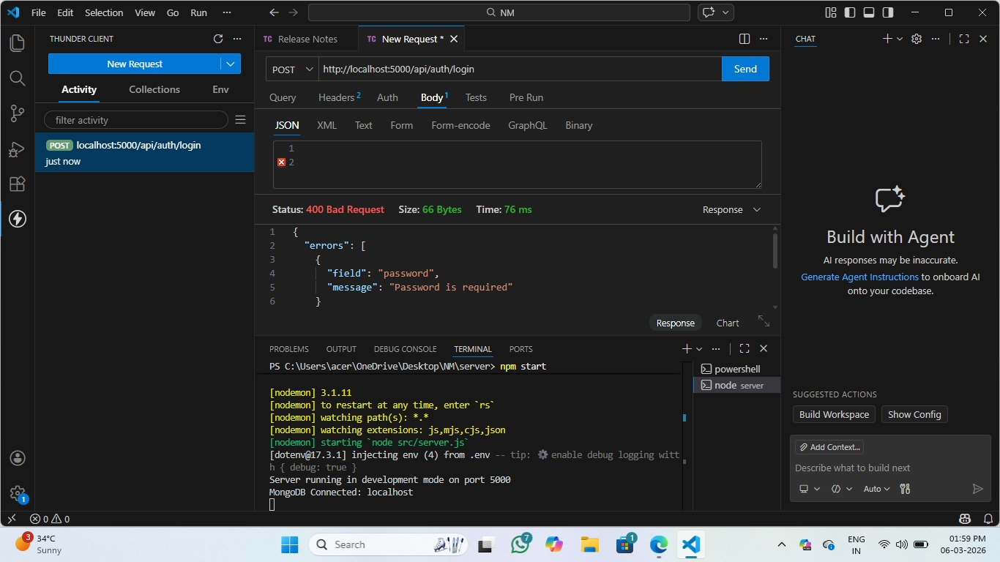 File Edit Selection View Go Run ···
NM
THUNDER CLIENT
New Request
Activity Collections Env
filter activity
POST localhost:5000/api/auth/login
just now
TC Release Notes
TC New Request *
POST http://localhost:5000/api/auth/login Send
Query Headers 2 Auth Body 1 Tests Pre Run
JSON XML Text Form Form-encode GraphQL Binary
1
2
Status: 400 Bad Request Size: 66 Bytes Time: 76 ms Response
1 {
2 "errors": [
3 {
4 "field": "password",
5 "message": "Password is required"
6 }
Response Chart
PROBLEMS OUTPUT DEBUG CONSOLE TERMINAL PORTS
PS C:\Users\acer\OneDrive\Desktop\NM\server> npm start
[nodemon] 3.1.11
[nodemon] to restart at any time, enter `rs`
[nodemon] watching path(s): *.*
[nodemon] watching extensions: js,mjs,cjs,json
[nodemon] starting `node src/server.js`
[dotenv@17.3.1] injecting env (4) from .env -- tip: ⚙️ enable debug logging witt
h { debug: true }
Server running in development mode on port 5000
MongoDB Connected: localhost
powershell
node server
CHAT
Build with Agent
AI responses may be inaccurate.
Generate Agent Instructions to onboard AI
onto your codebase.
SUGGESTED ACTIONS
Build Workspace Show Config
Add Context...
Describe what to build next
Auto
1
0 0
3
34°C
Sunny
Search
7
1
ENG
IN
01:59 PM
06-03-2026